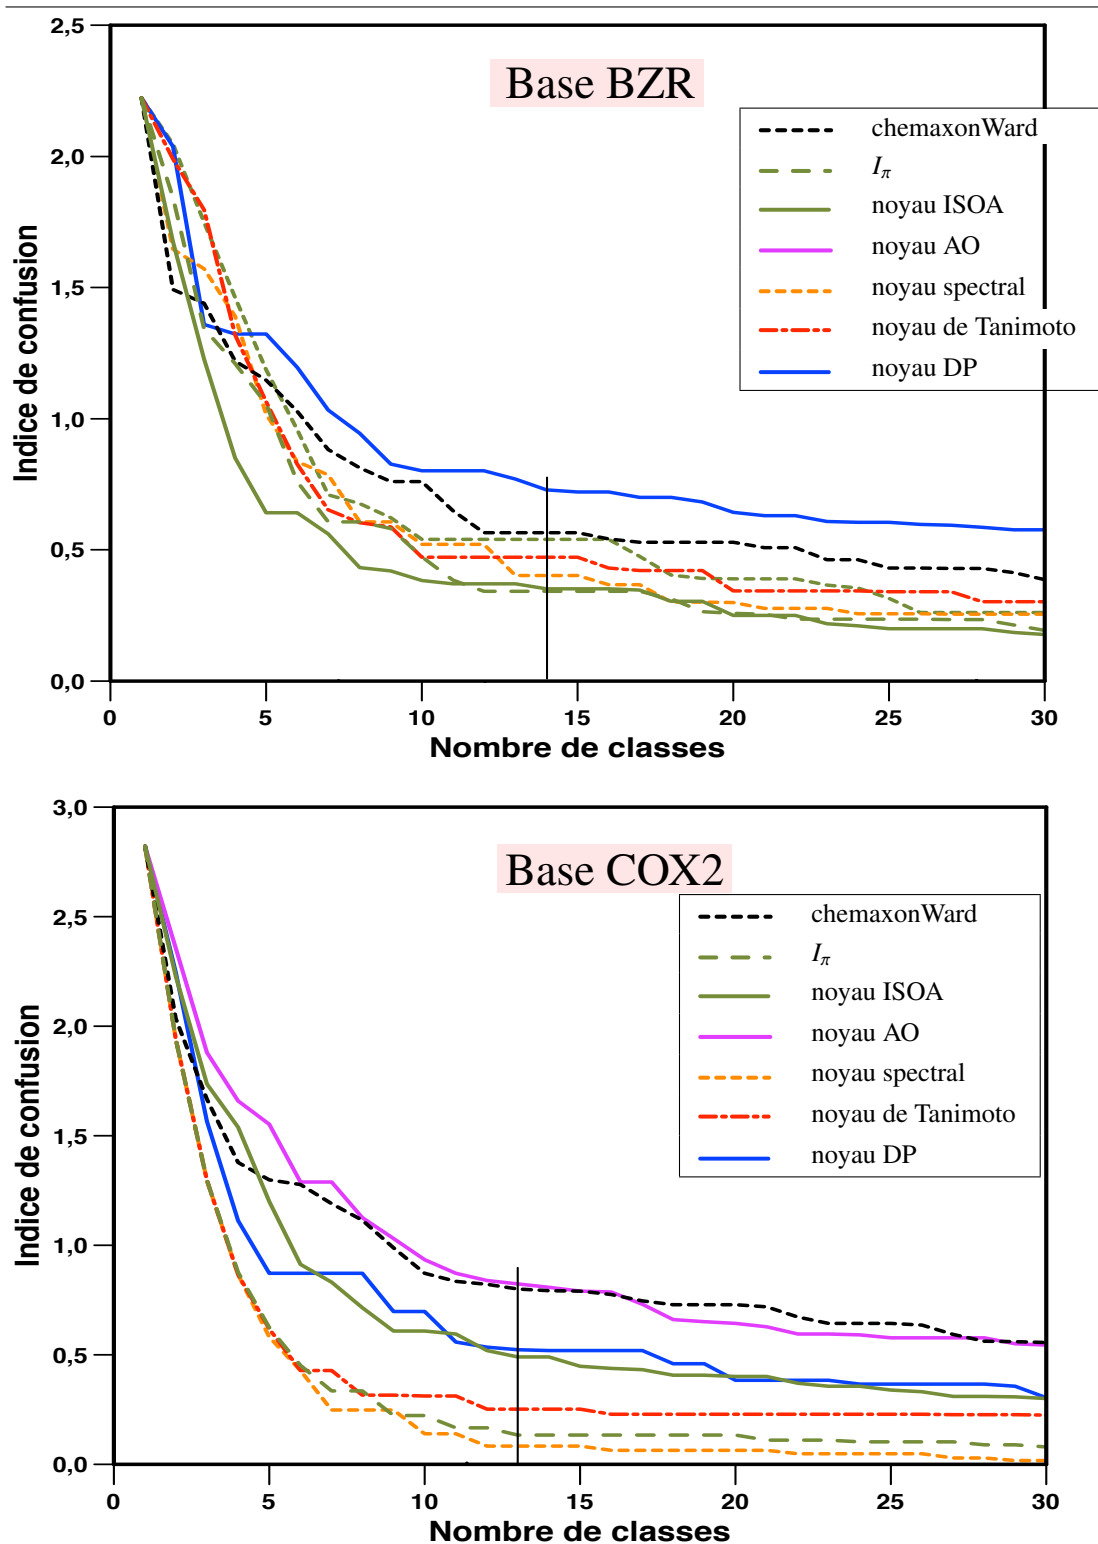 2,5
Base BZR
chemaxonWard
I_π
noyau ISOA
noyau AO
noyau spectral
noyau de Tanimoto
noyau DP
2,0
1,5
1,0
0,5
0,0
Indice de confusion
0 5 10 15 20 25 30
Nombre de classes
3,0
Base COX2
chemaxonWard
I_π
noyau ISOA
noyau AO
noyau spectral
noyau de Tanimoto
noyau DP
2,5
2,0
1,5
1,0
0,5
0,0
Indice de confusion
0 5 10 15 20 25 30
Nombre de classes